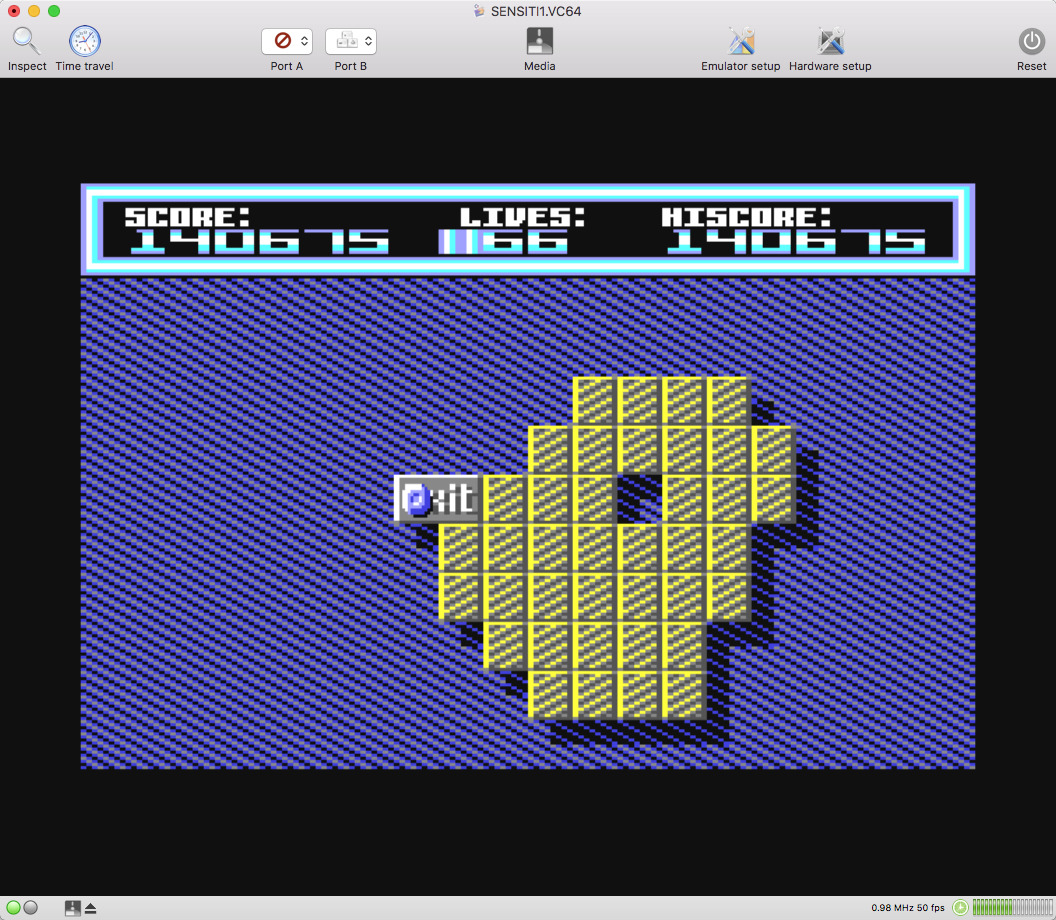 SENSITI1.VC64
Inspect Time travel Port A Port B Media Emulator setup Hardware setup Reset
SCORE: LIVES: HISCORE:
140675 66 140675
0.98 MHz 50 fps